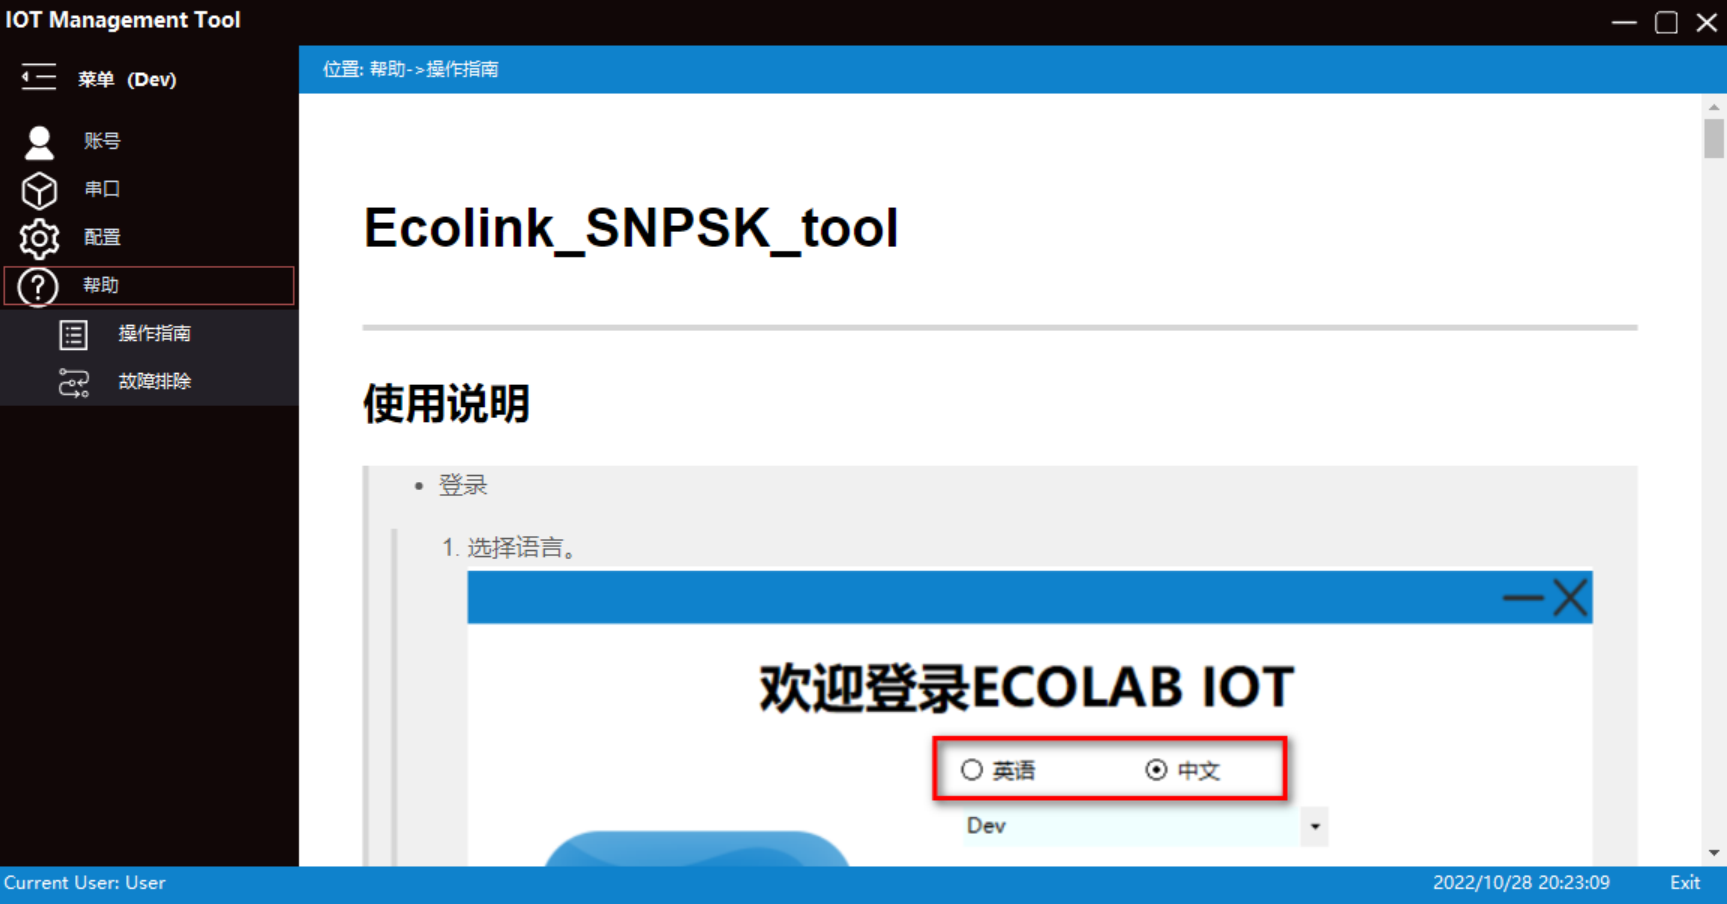 IOT Management Tool
菜单 (Dev)
账号
串口
配置
帮助
操作指南
故障排除
位置: 帮助->操作指南
Ecolink_SNPSK_tool
使用说明
• 登录
1. 选择语言。
欢迎登录ECOLAB IOT
英语 中文
Dev
Current User: User
2022/10/28 20:23:09 Exit